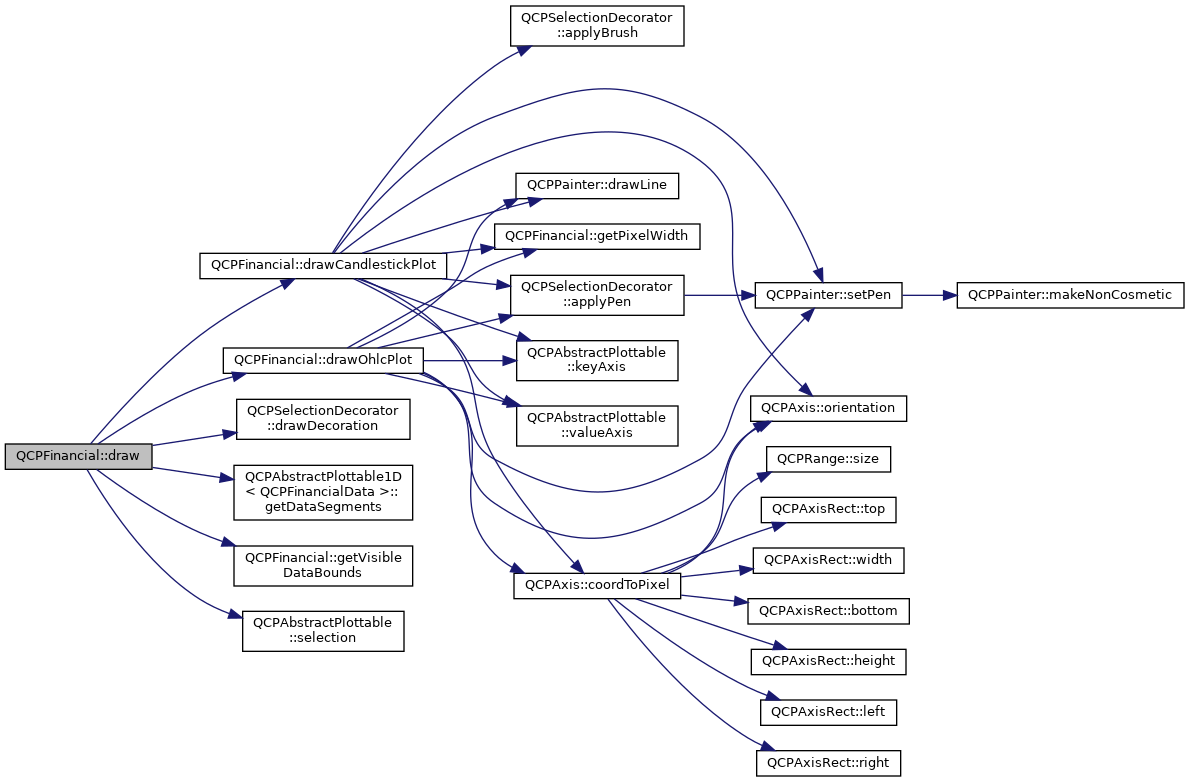 QCPFinancial::draw
QCPFinancial::drawCandlestickPlot
QCPFinancial::drawOhlcPlot
QCPSelectionDecorator
::drawDecoration
QCPAbstractPlottable1D
< QCPFinancialData >::
getDataSegments
QCPFinancial::getVisible
DataBounds
QCPAbstractPlottable
::selection
QCPSelectionDecorator
::applyBrush
QCPPainter::drawLine
QCPFinancial::getPixelWidth
QCPSelectionDecorator
::applyPen
QCPAbstractPlottable
::keyAxis
QCPAbstractPlottable
::valueAxis
QCPAxis::coordToPixel
QCPPainter::setPen
QCPAxis::orientation
QCPRange::size
QCPAxisRect::top
QCPAxisRect::width
QCPAxisRect::bottom
QCPAxisRect::height
QCPAxisRect::left
QCPAxisRect::right
QCPPainter::makeNonCosmetic